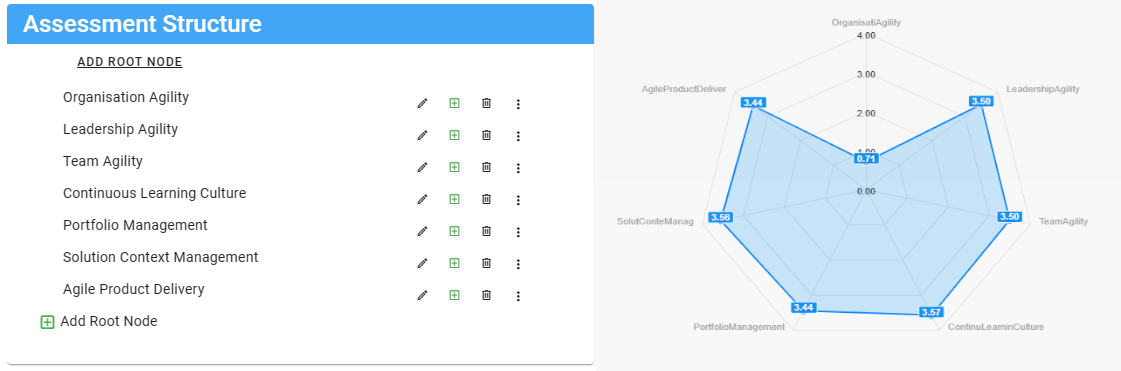 Assessment Structure
ADD ROOT NODE
Organisation Agility
Leadership Agility
Team Agility
Continuous Learning Culture
Portfolio Management
Solution Context Management
Agile Product Delivery
Add Root Node
OrganisatiAgility
4.00
3.00
AgileProductDeliver
LeadershipAgility
3.44
3.50
2.00
1.00
0.71
0.00
3.56
3.50
SolutConteManag
TeamAgility
3.44
3.57
PortfolioManagement
ContinuLearninCulture